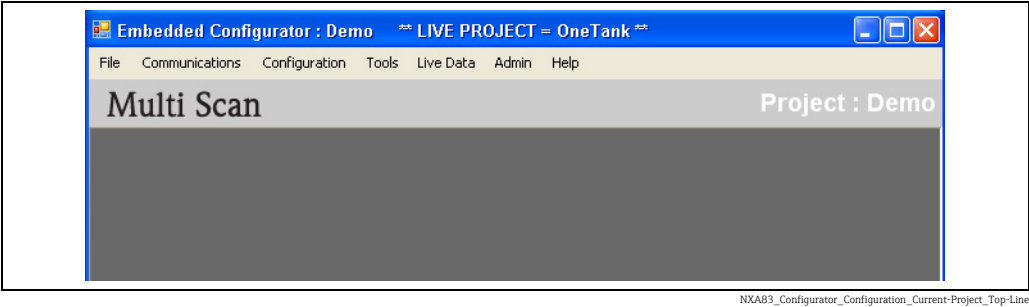 Embedded Configurator : Demo ** LIVE PROJECT = OneTank **
File Communications Configuration Tools Live Data Admin Help
Multi Scan Project : Demo
NXA83_Configurator_Configuration_Current-Project_Top-Line